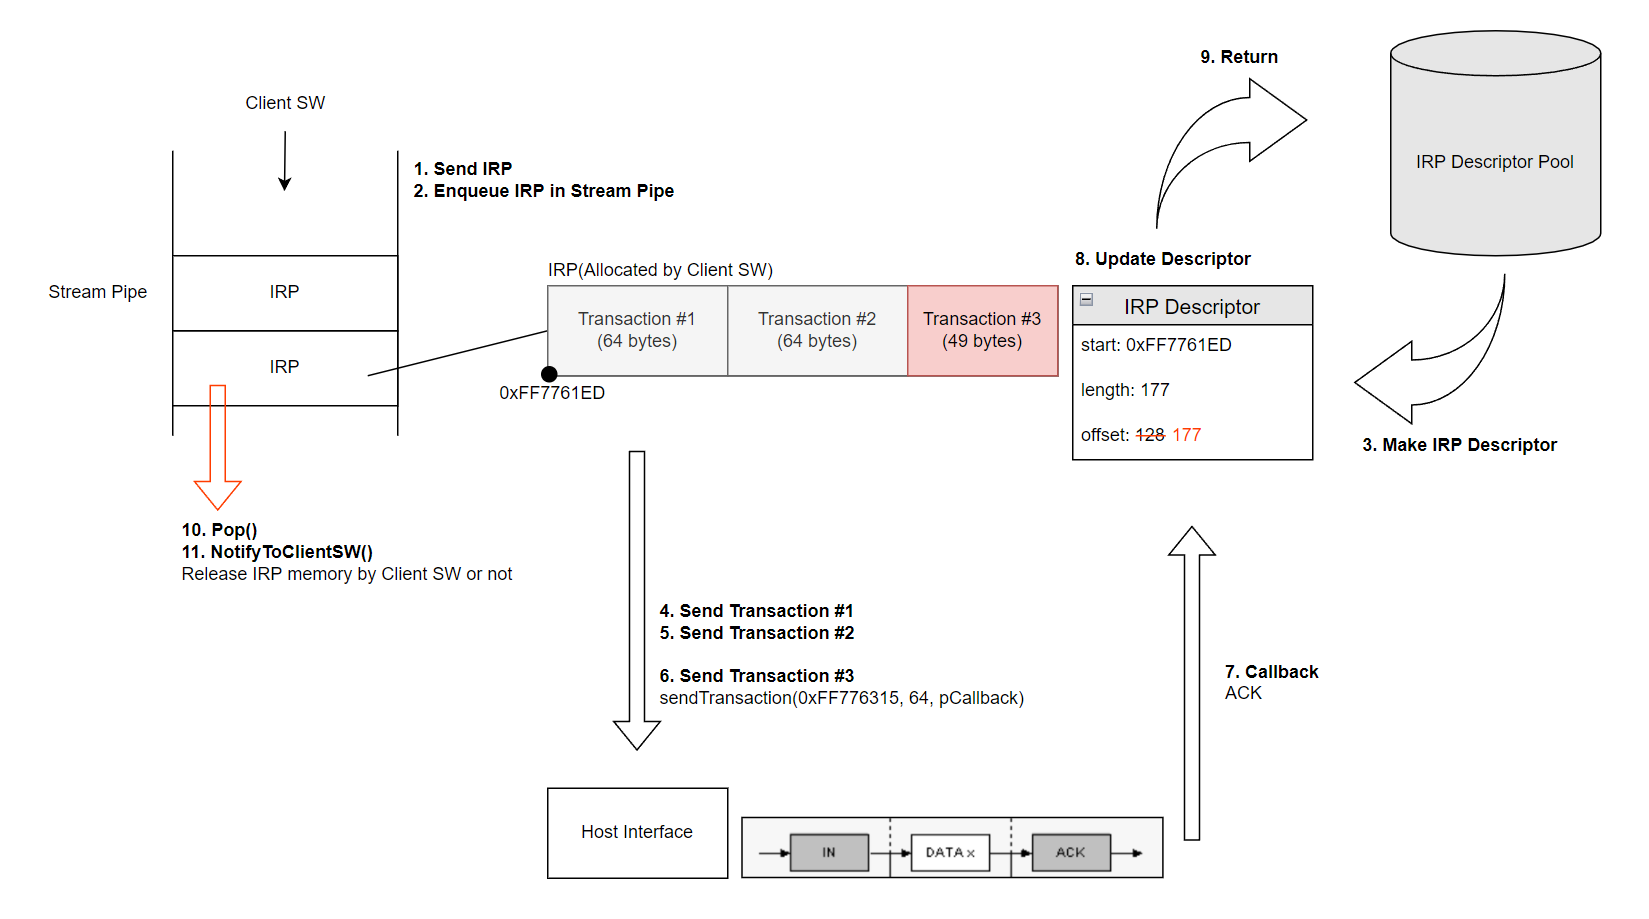 9. Return
Client SW
IRP Descriptor Pool
1. Send IRP
2. Enqueue IRP in Stream Pipe
8. Update Descriptor
IRP(Allocated by Client SW)
Stream Pipe
IRP
IRP
Transaction #1
(64 bytes)
Transaction #2
(64 bytes)
Transaction #3
(49 bytes)
0xFF7761ED
IRP Descriptor
start: 0xFF7761ED
length: 177
offset: 128 177
3. Make IRP Descriptor
10. Pop()
11. NotifyToClientSW()
Release IRP memory by Client SW or not
4. Send Transaction #1
5. Send Transaction #2
6. Send Transaction #3
sendTransaction(0xFF776315, 64, pCallback)
7. Callback
ACK
Host Interface
IN
DATAx
ACK